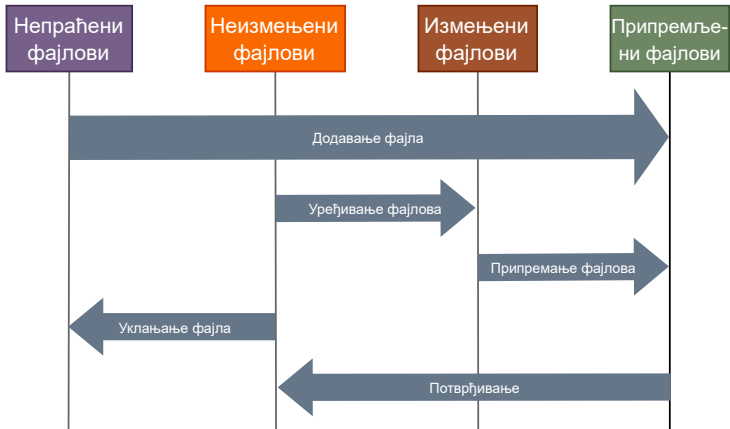 Непраћени
фајлови
Неизмењени
фајлови
Измењени
фајлови
Припремље-
ни фајлови
Додавање фајла
Уређивање фајлова
Припремање фајлова
Уклањање фајла
Потврђивање